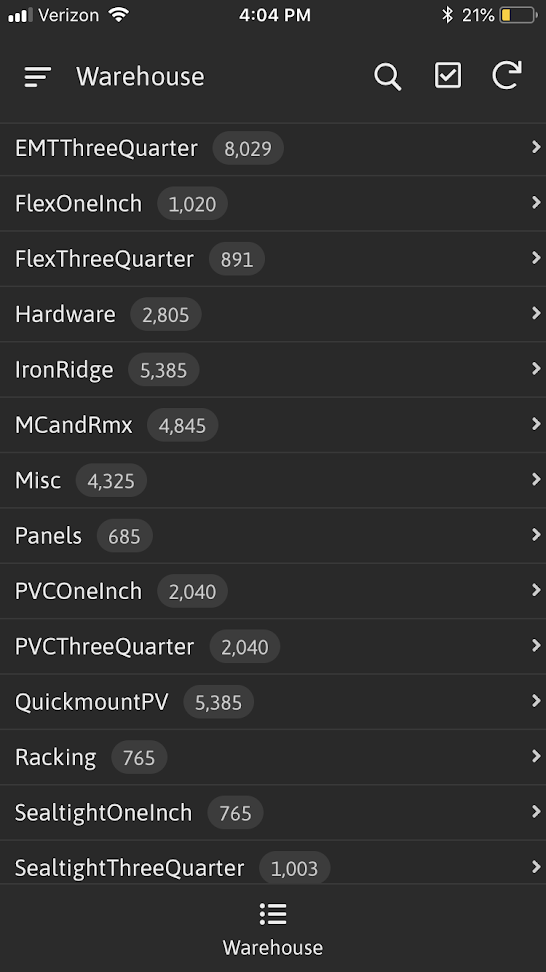 Verizon 4:04 PM 21%
Warehouse
EMTThreeQuarter 8,029
FlexOneInch 1,020
FlexThreeQuarter 891
Hardware 2,805
IronRidge 5,385
MCandRmx 4,845
Misc 4,325
Panels 685
PVCOneInch 2,040
PVCThreeQuarter 2,040
QuickmountPV 5,385
Racking 765
SealtightOneInch 765
SealtightThreeQuarter 1,003
Warehouse